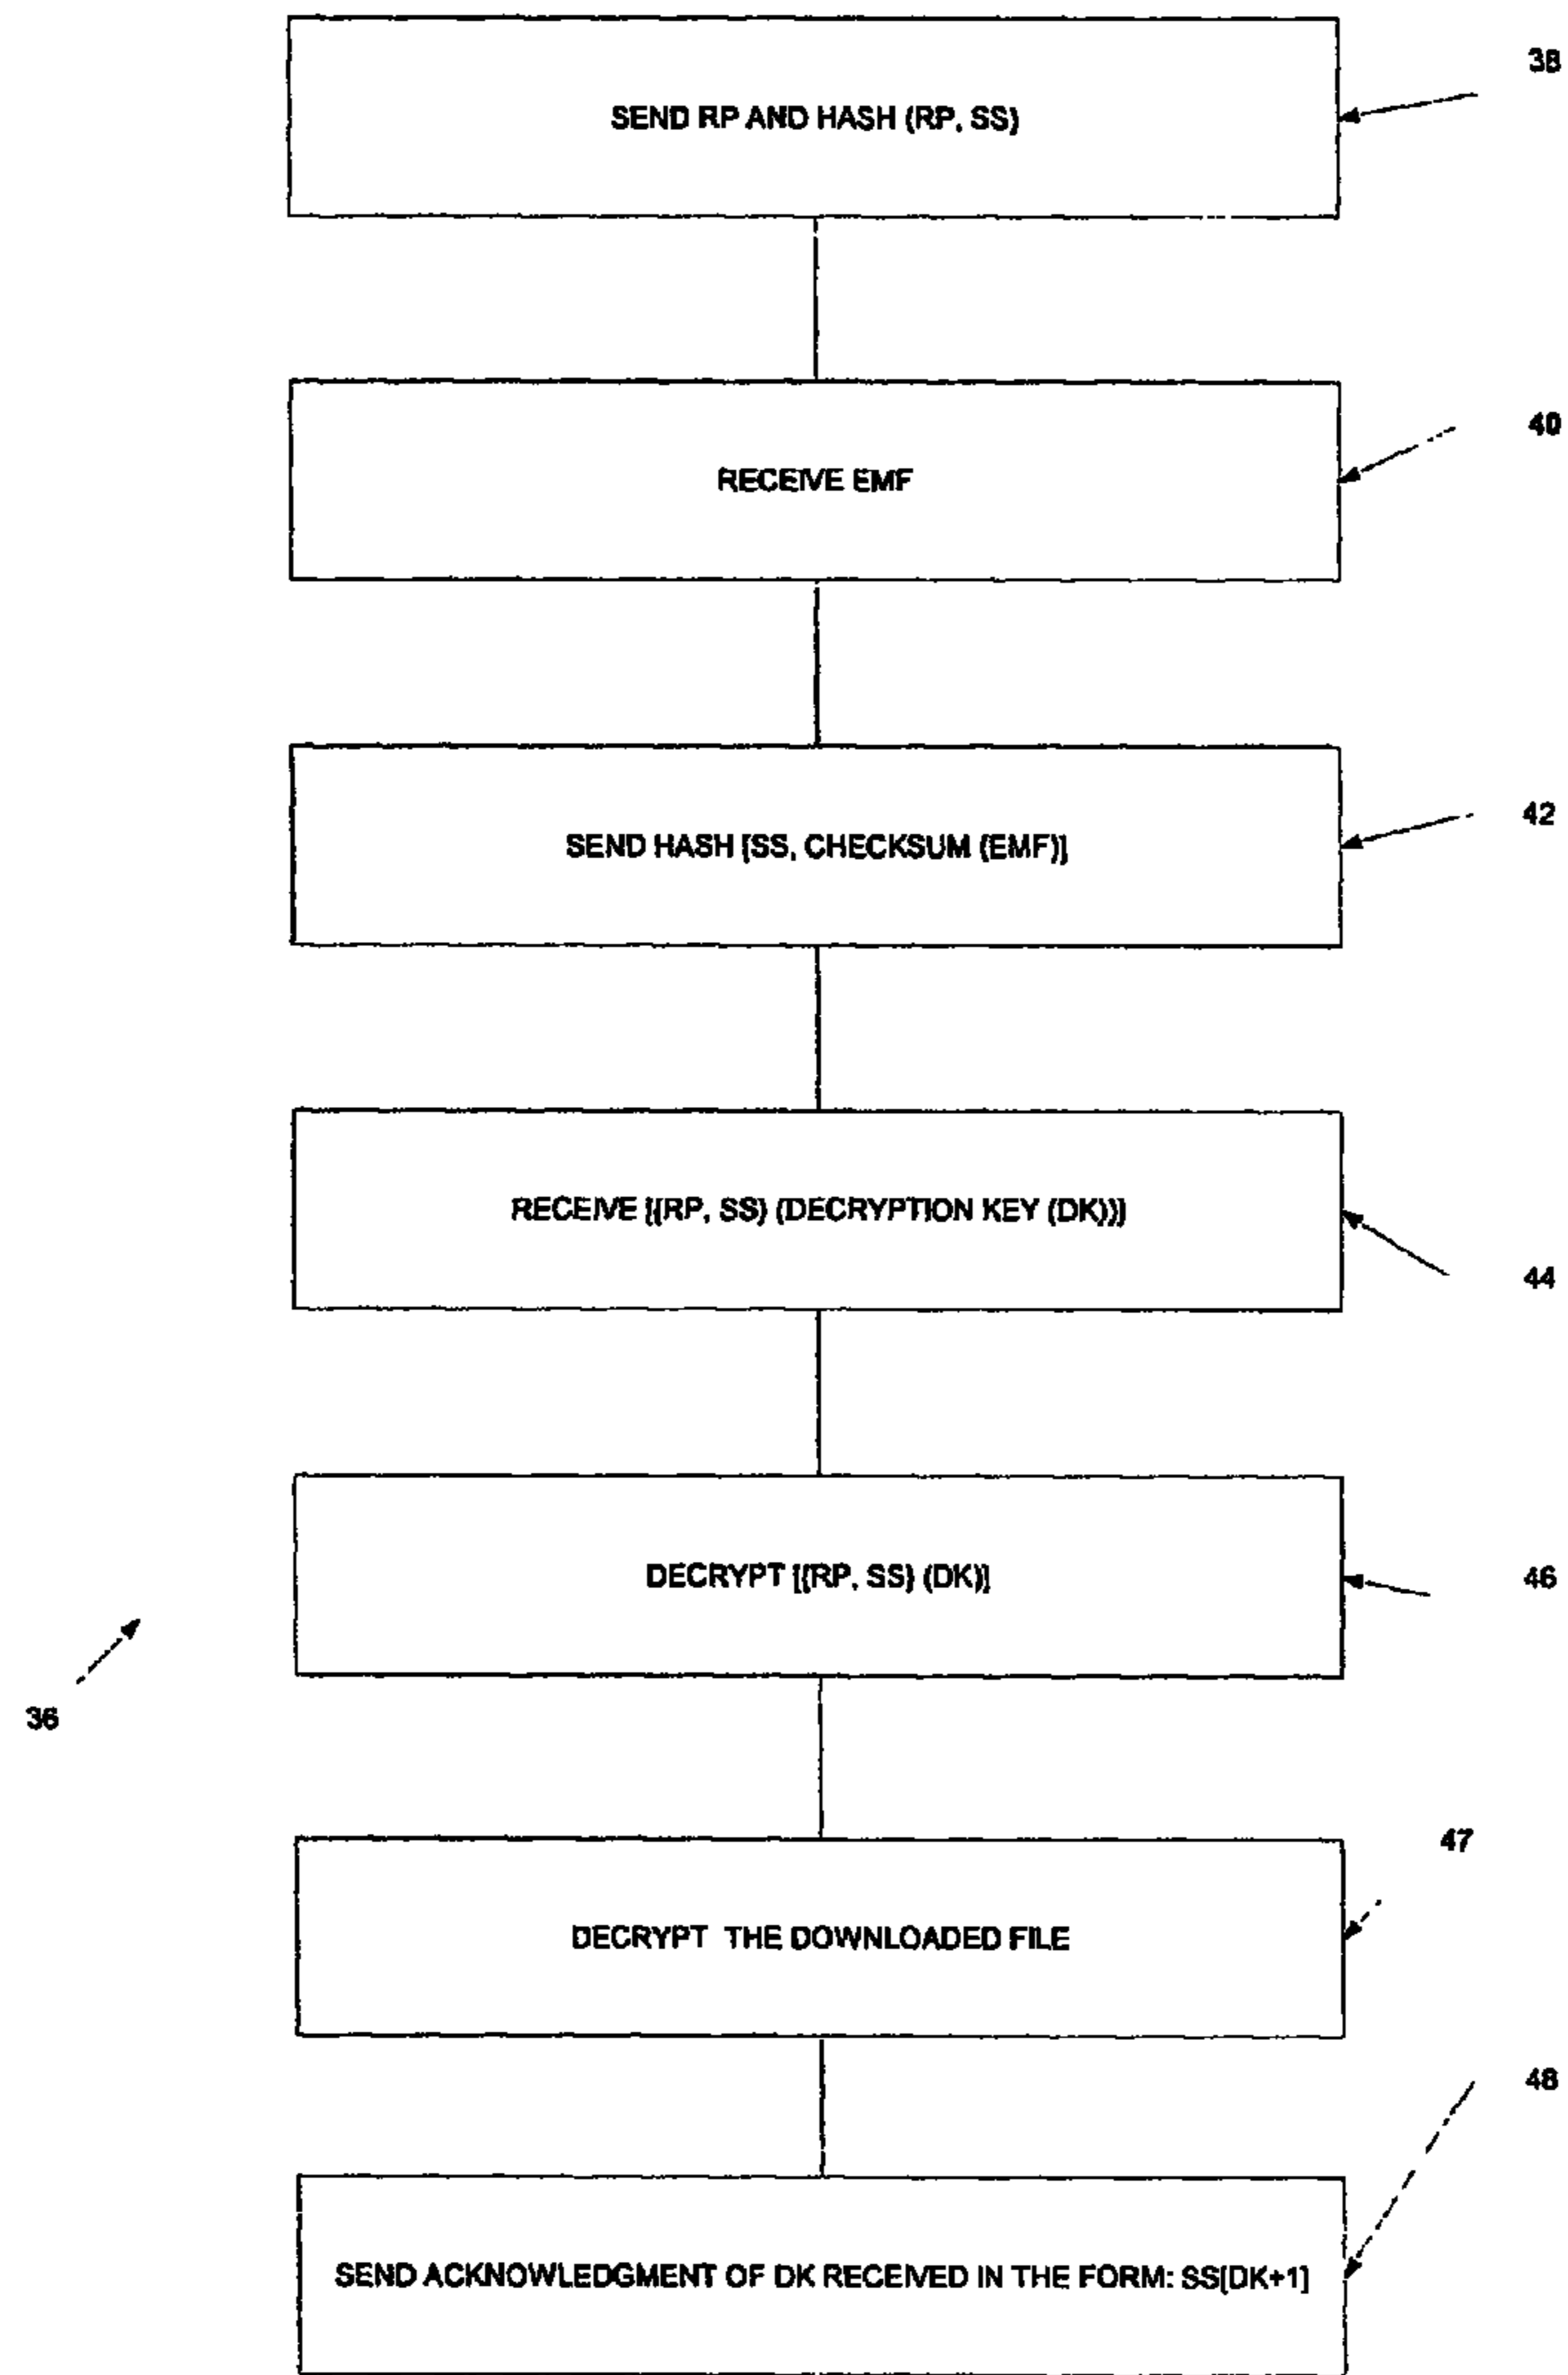 SEND RP AND HASH (RP, SS)
38
RECEIVE EMF
40
SEND HASH [SS, CHECKSUM (EMF)]
42
RECEIVE [{RP, SS} (DECRYPTION KEY (DK))]
44
DECRYPT [{RP, SS} (DK)]
46
36
DECRYPT THE DOWNLOADED FILE
47
SEND ACKNOWLEDGMENT OF DK RECEIVED IN THE FORM: SS[DK+1]
48